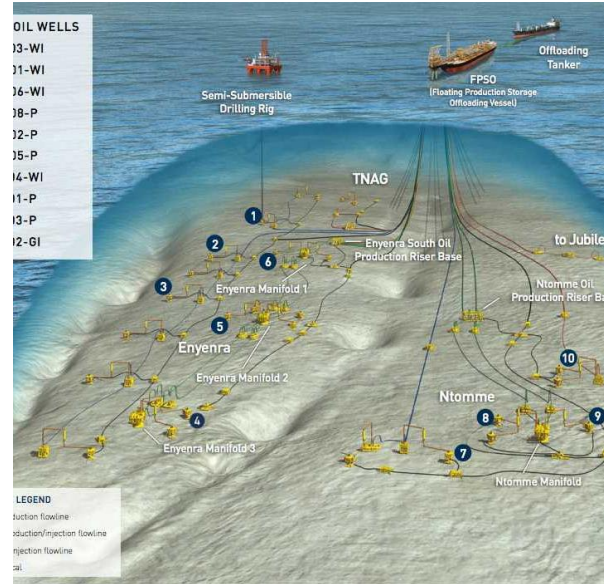 OIL WELLS
03-WI
01-WI
06-WI
08-P
02-P
05-P
04-WI
01-P
03-P
02-GI
Semi-Submersible
Drilling Rig
FPSO
(Floating Production Storage
Offloading Vessel)
Offloading
Tanker
TNAG
1
2
3
4
5
6
7
8
9
10
Enyenra South Oil
Production Riser Base
to Jubile
Enyenra Manifold 1
Ntomme Oil
Production Riser Ba
Enyenra
Enyenra Manifold 2
Ntomme
Enyenra Manifold 3
Ntomme Manifold
LEGEND
duction flowline
oduction/injection flowline
njection flowline
cal